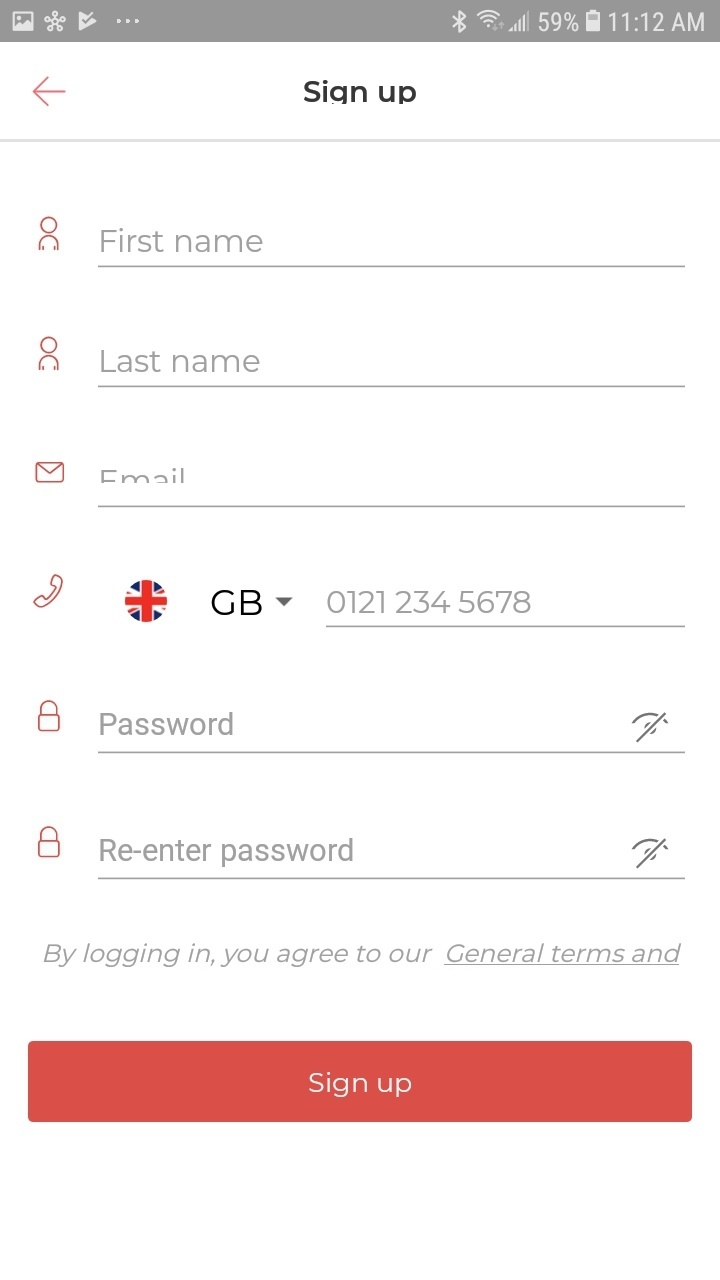 59% 11:12 AM
Sign up
First name
Last name
Email
GB 0121 234 5678
Password
Re-enter password
By logging in, you agree to our General terms and
Sign up